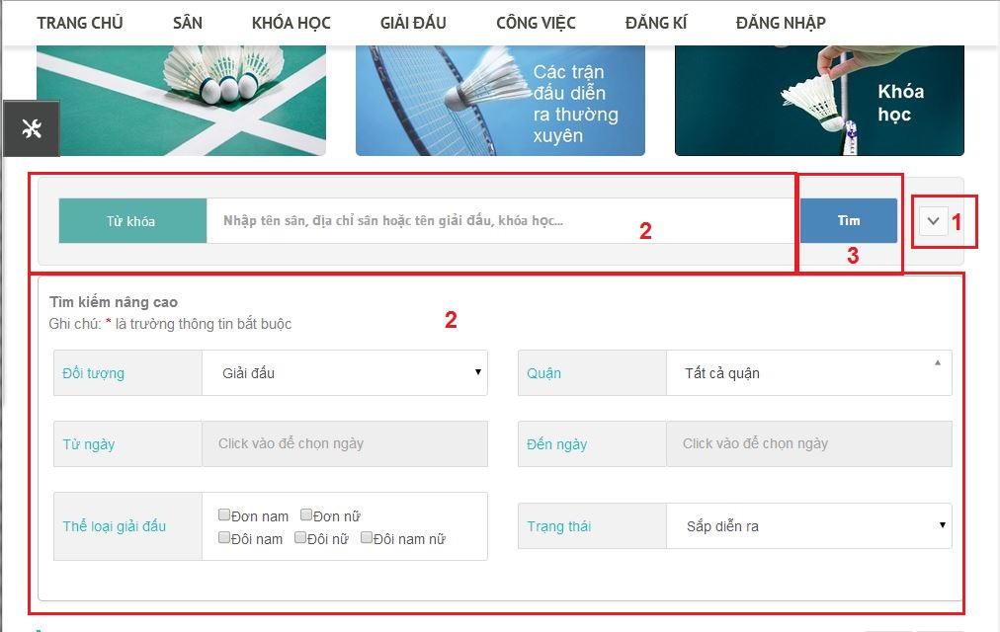 TRANG CHỦ SÂN KHÓA HỌC GIẢI ĐẤU CÔNG VIỆC ĐĂNG KÍ ĐĂNG NHẬP
Các trận
đấu diễn
ra thường
xuyên
Khóa
học
Từ khóa Nhập tên sân, địa chỉ sân hoặc tên giải đấu, khóa học... 2 Tìm 1
3
Tìm kiếm nâng cao
Ghi chú: * là trường thông tin bắt buộc 2
Đối tượng Giải đấu Quận Tất cả quận
Từ ngày Click vào để chọn ngày Đến ngày Click vào để chọn ngày
Thể loại giải đấu Đơn nam Đơn nữ Trạng thái Sắp diễn ra
Đôi nam Đôi nữ Đôi nam nữ